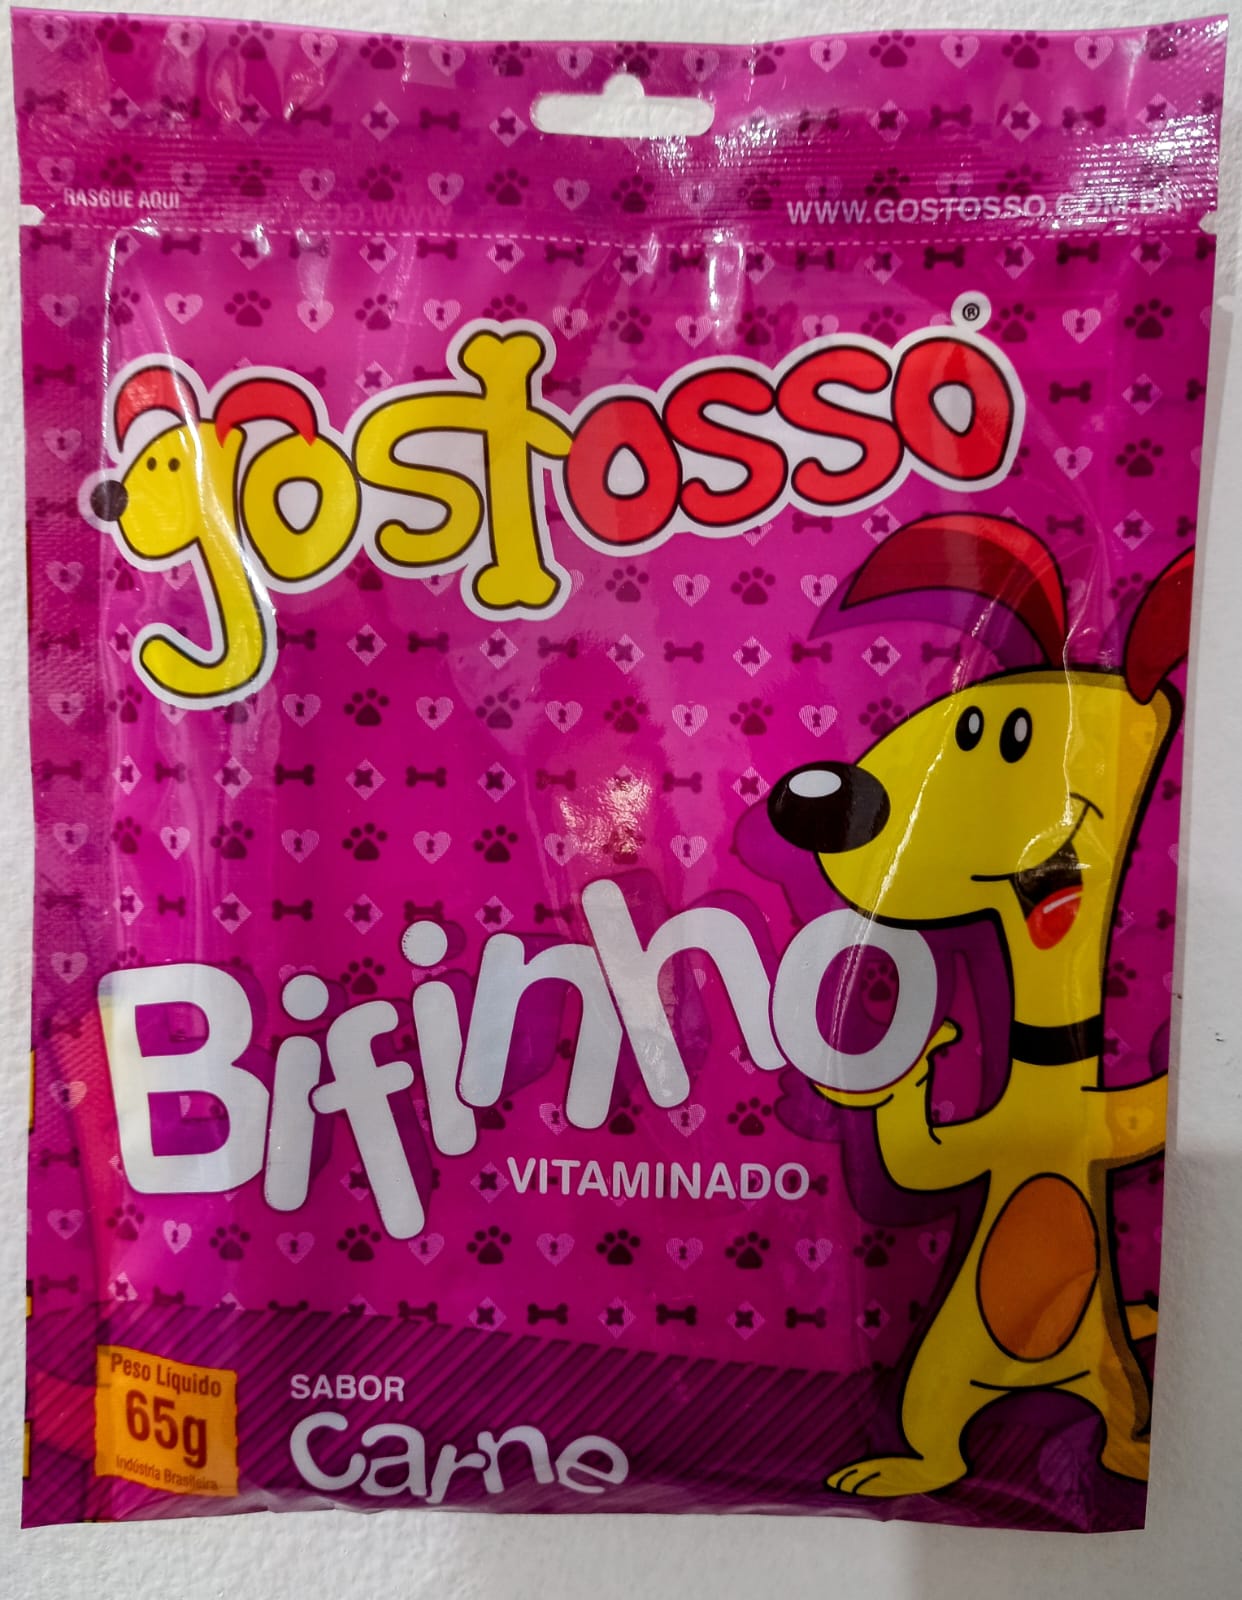 RASGUE AQUI
WWW.GOSTOSSO.COM.BR
gostosso®
Bifinho
VITAMINADO
Peso Líquido
65g
Indústria Brasileira
SABOR
Carne